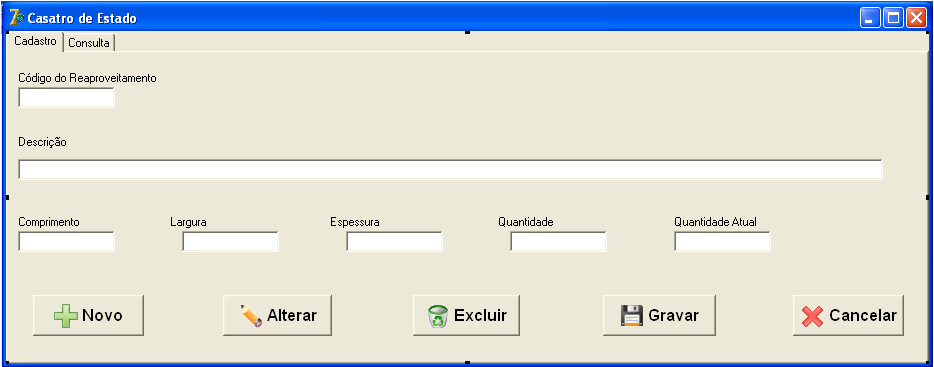 Casatro de Estado
Cadastro Consulta
Código do Reaproveitamento
Descrição
Comprimento Largura Espessura Quantidade Quantidade Atual
Novo Alterar Excluir Gravar Cancelar